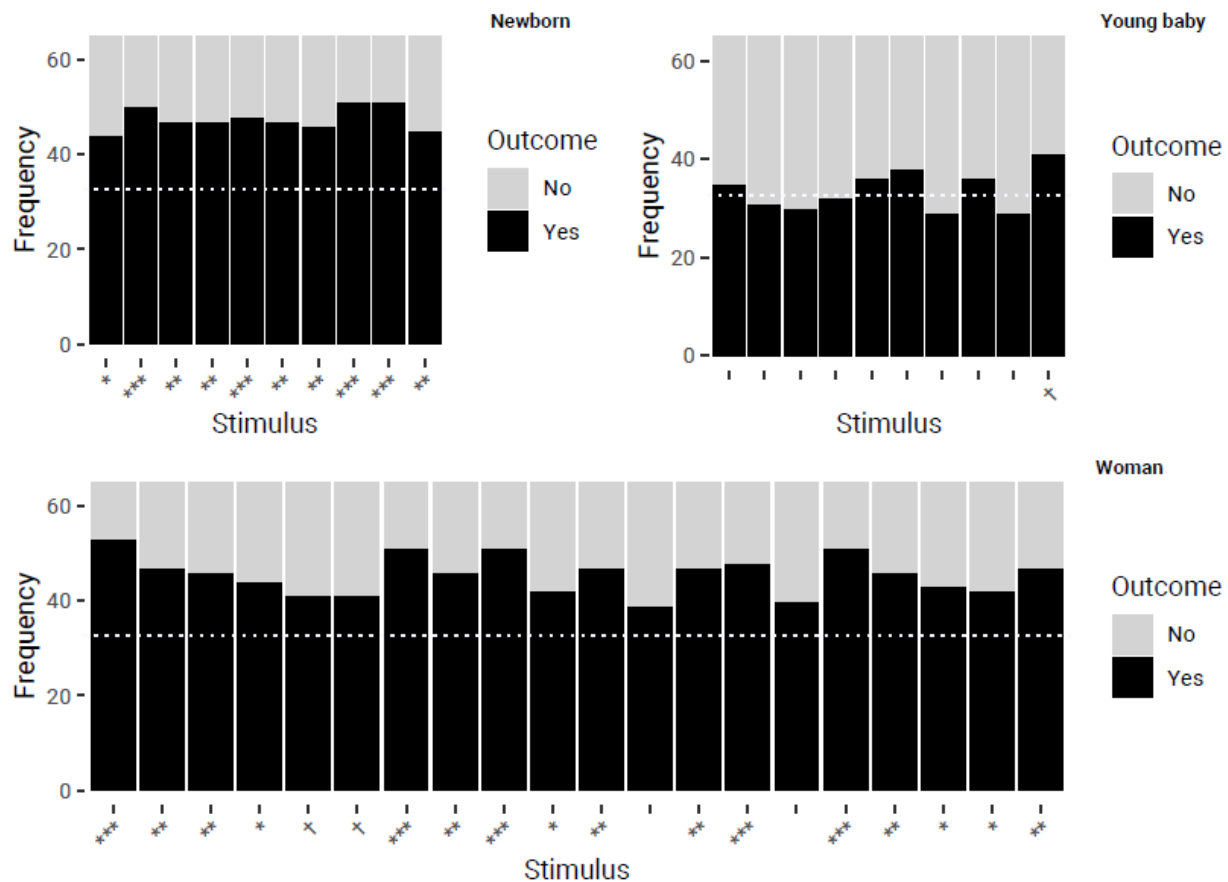 Newborn
60
40
20
0
Frequency
* *** ** ** *** ** ** *** *** **
Stimulus
Outcome
No
Yes
Young baby
60
40
20
0
Frequency
†
Stimulus
Outcome
No
Yes
Woman
60
40
20
0
Frequency
*** ** ** * † † *** ** *** * ** ** *** *** ** * * **
Stimulus
Outcome
No
Yes